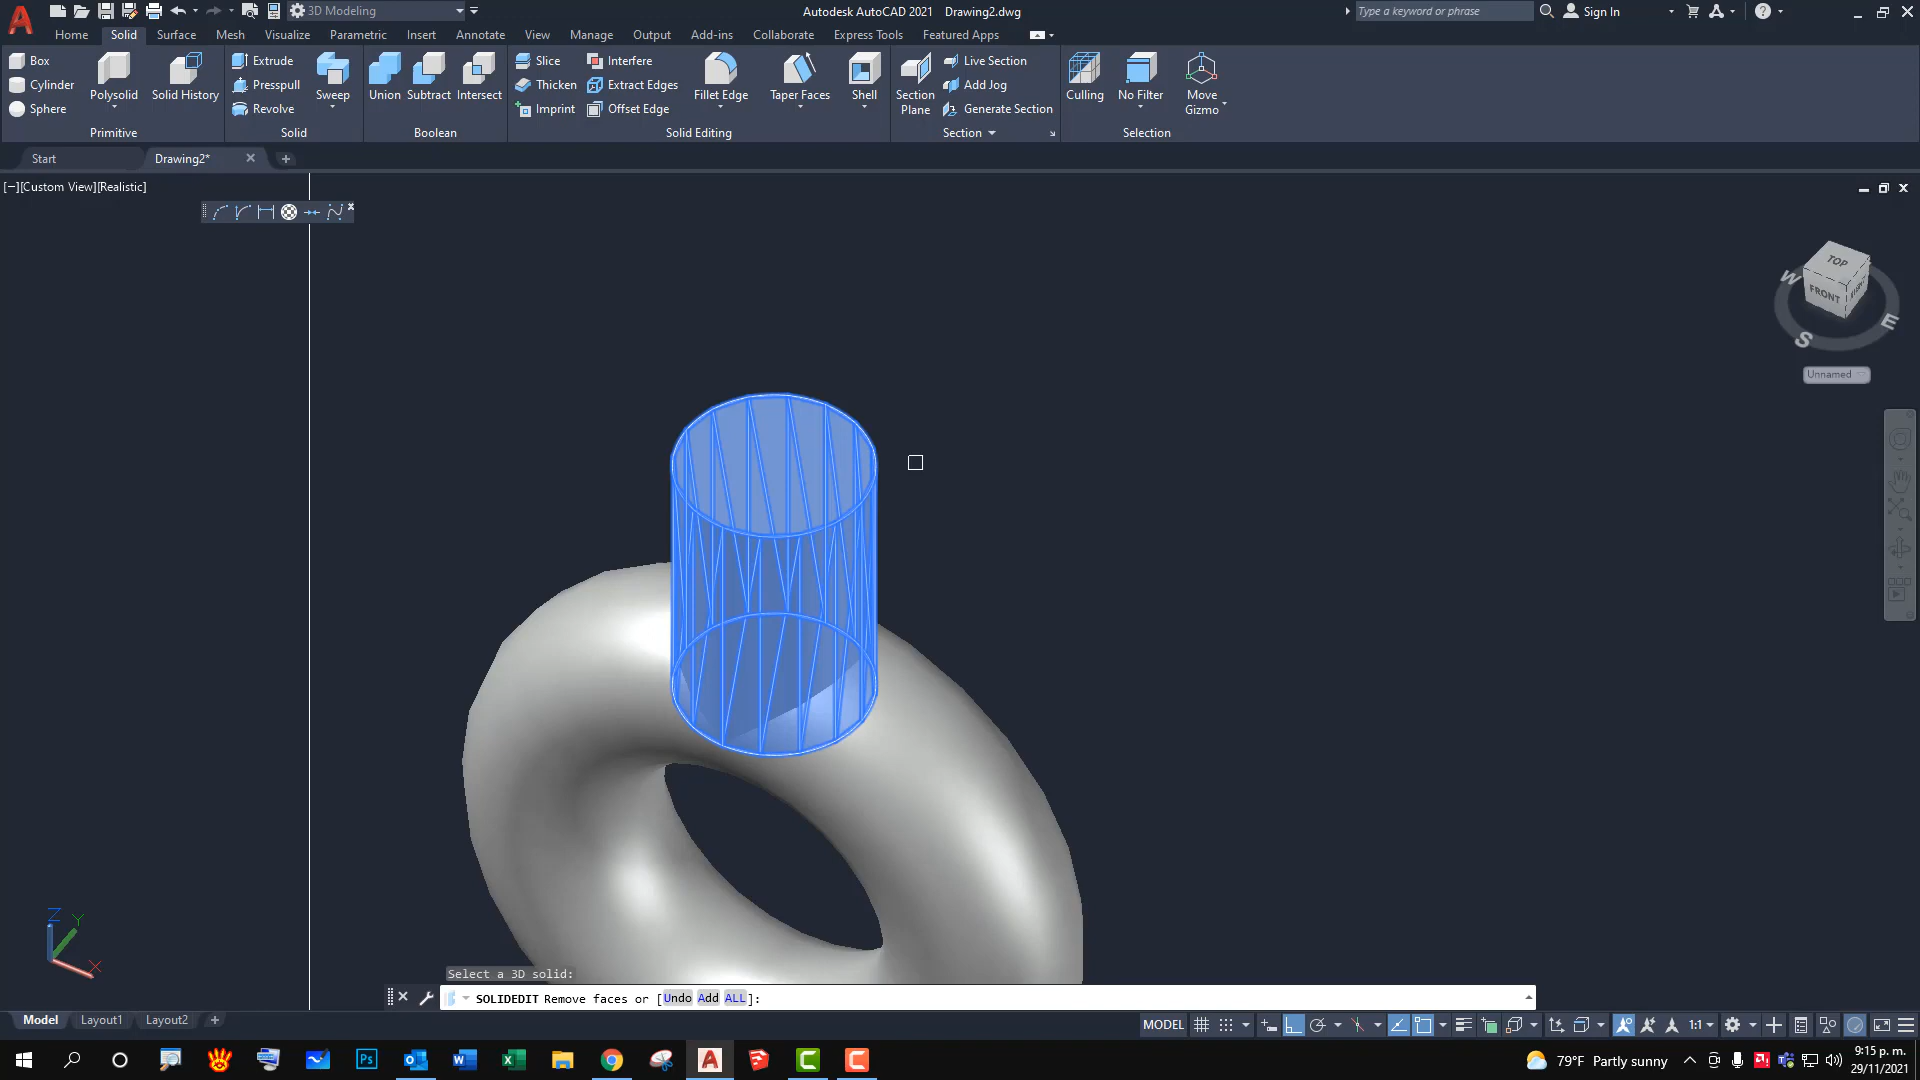 3D Modeling
Autodesk AutoCAD 2021 Drawing2.dwg
Type a keyword or phrase
Sign In
Home Solid Surface Mesh Visualize Parametric Insert Annotate View Manage Output Add-ins Collaborate Express Tools Featured Apps
Box
Cylinder
Sphere
Polysolid
Solid History
Primitive
Extrude
Presspull
Revolve
Sweep
Solid
Union
Subtract
Intersect
Boolean
Slice
Thicken
Imprint
Interfere
Extract Edges
Offset Edge
Fillet Edge
Taper Faces
Shell
Solid Editing
Section
Plane
Live Section
Add Jog
Generate Section
Section
Culling
No Filter
Move
Gizmo
Selection
Start
Drawing2*
[−][Custom View][Realistic]
TOP
FRONT
W
S
E
Unnamed
Z
Y
X
Select a 3D solid:
SOLIDEDIT Remove faces or [Undo Add ALL]:
Model
Layout1
Layout2
MODEL
1:1
79°F Partly sunny
9:15 p. m.
29/11/2021